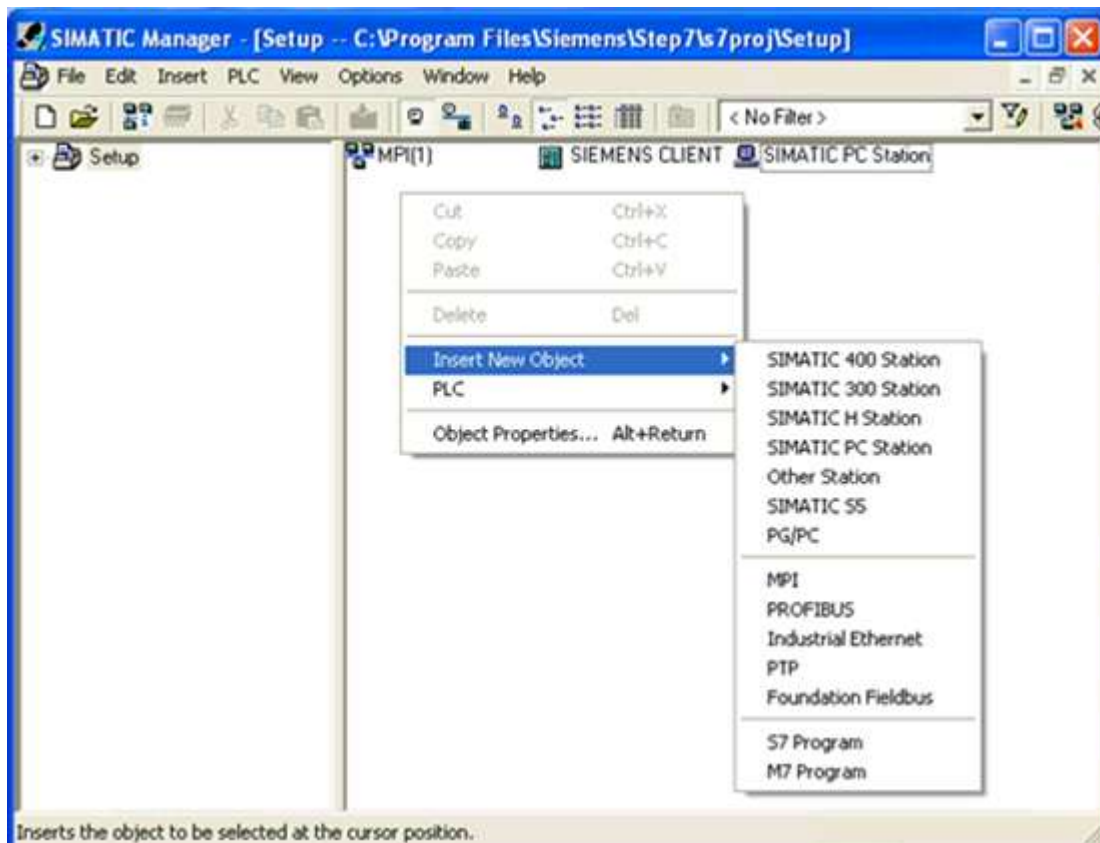 SIMATIC Manager - [Setup -- C:\Program Files\Siemens\Step7\s7proj\Setup]
File Edit Insert PLC View Options Window Help
< No Filter >
Setup
MPI(1) SIEMENS CLIENT SIMATIC PC Station
Cut Ctrl+X
Copy Ctrl+C
Paste Ctrl+V
Delete Del
Insert New Object
PLC
Object Properties... Alt+Return
SIMATIC 400 Station
SIMATIC 300 Station
SIMATIC H Station
SIMATIC PC Station
Other Station
SIMATIC S5
PG/PC
MPI
PROFIBUS
Industrial Ethernet
PTP
Foundation Fieldbus
S7 Program
M7 Program
Inserts the object to be selected at the cursor position.